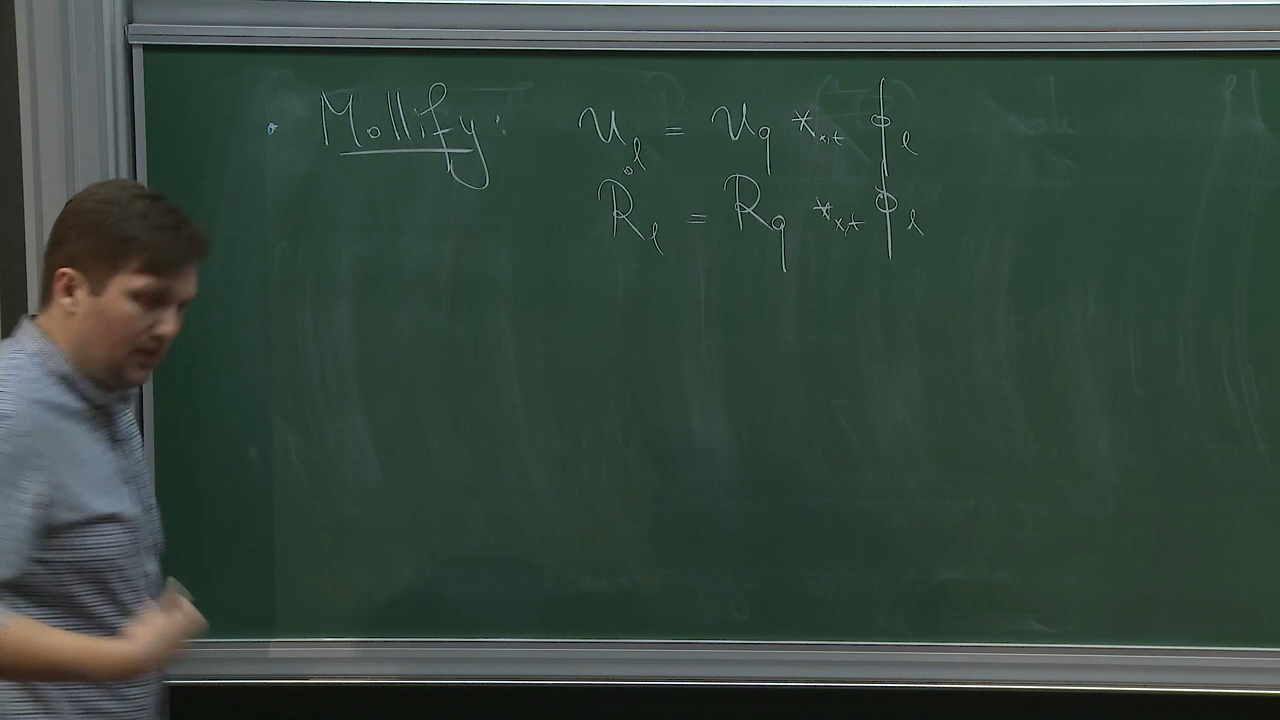 • Mollify: u_ℓ = u_q *_{x,t} ϕ_ℓ
R̊_ℓ = R̊_q *_{x,t} ϕ_ℓ